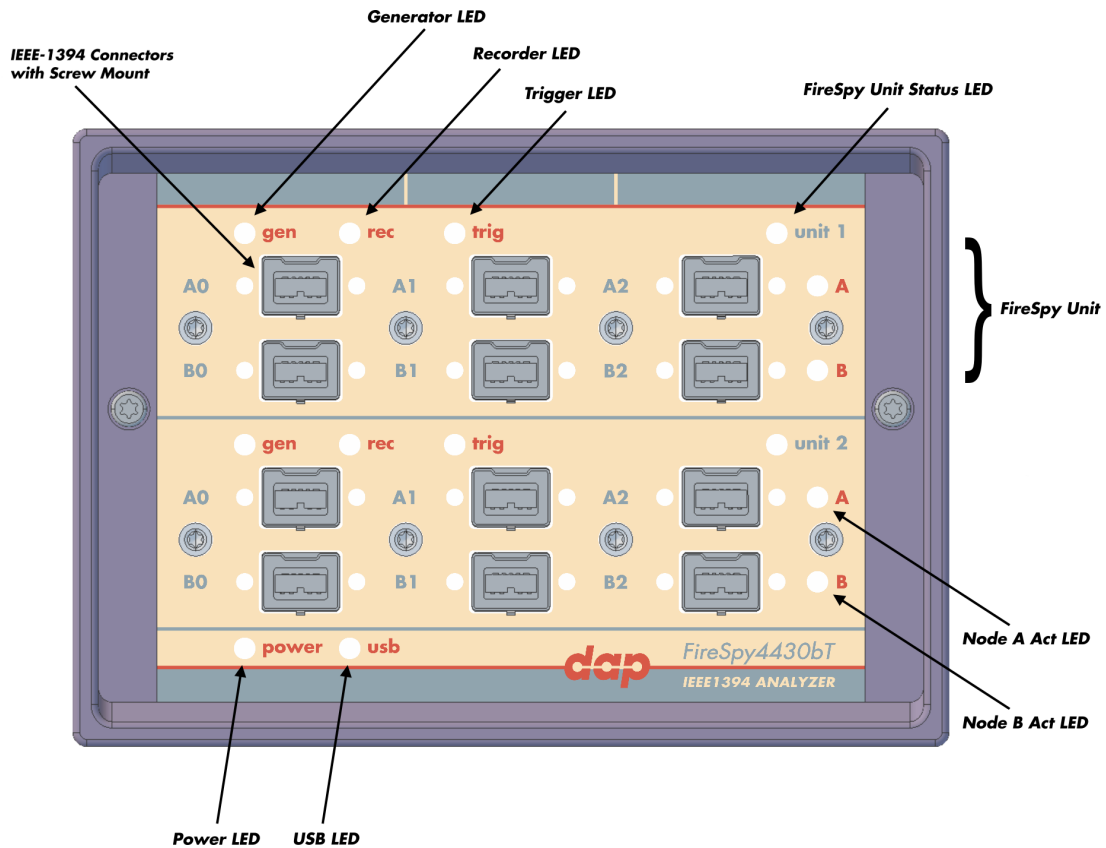 Generator LED
IEEE-1394 Connectors
with Screw Mount
Recorder LED
Trigger LED
FireSpy Unit Status LED
gen rec trig unit 1
A0 A1 A2 A
FireSpy Unit
B0 B1 B2 B
gen rec trig unit 2
A0 A1 A2 A
B0 B1 B2 B
Node A Act LED
power usb dap FireSpy4430bT
IEEE1394 ANALYZER
Node B Act LED
Power LED USB LED